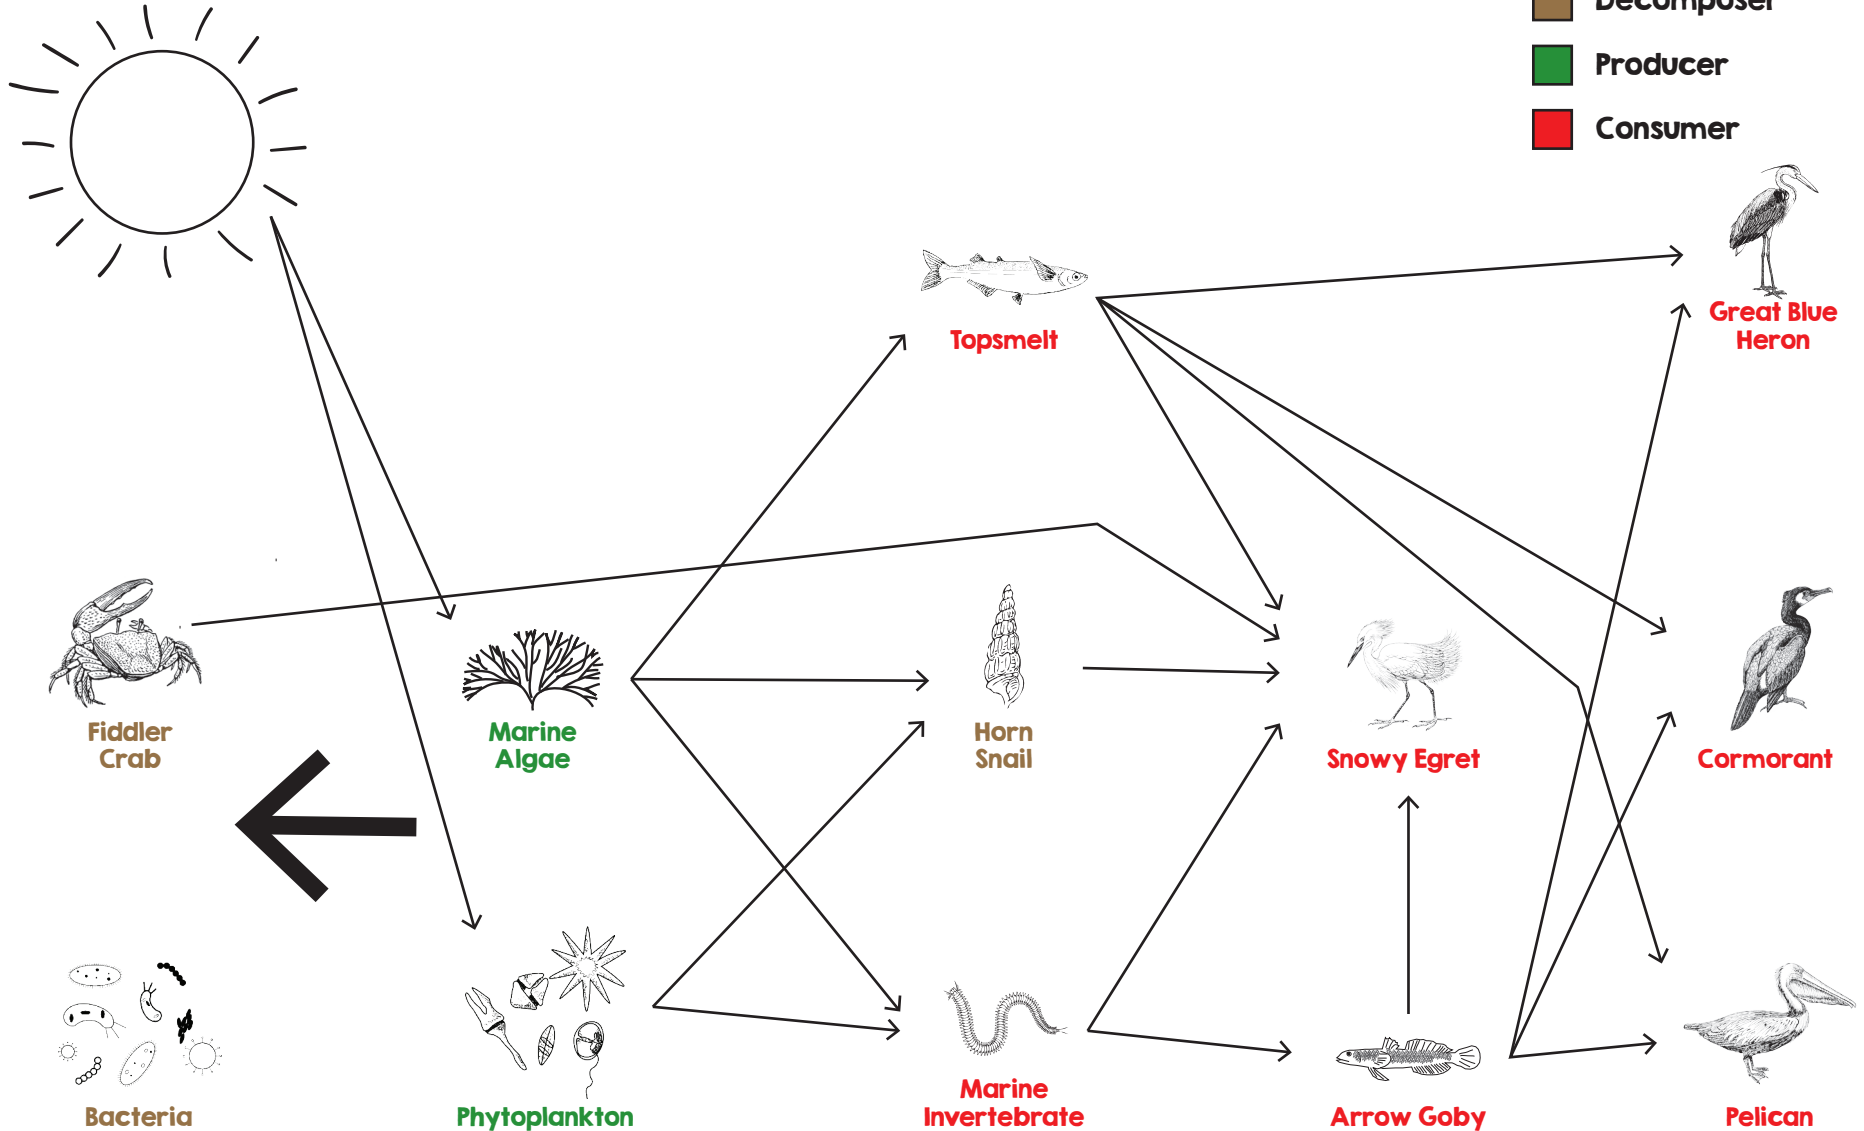 Decomposer
Producer
Consumer
Great Blue
Heron
Topsmelt
Fiddler
Crab
Marine
Algae
Horn
Snail
Snowy Egret
Cormorant
Bacteria
Phytoplankton
Marine
Invertebrate
Arrow Goby
Pelican